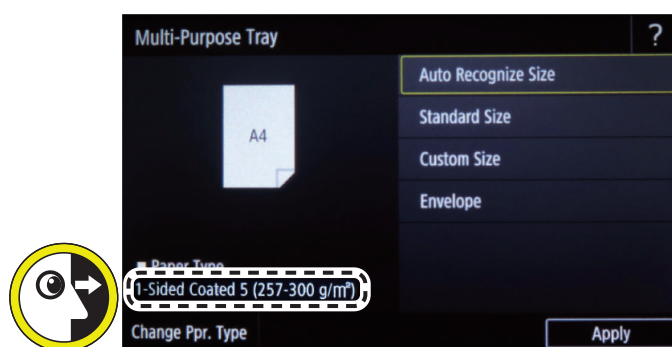 Multi-Purpose Tray
?
Auto Recognize Size
Standard Size
A4
Custom Size
Envelope
■ Paper Type
1-Sided Coated 5 (257-300 g/m²)
Change Ppr. Type
Apply